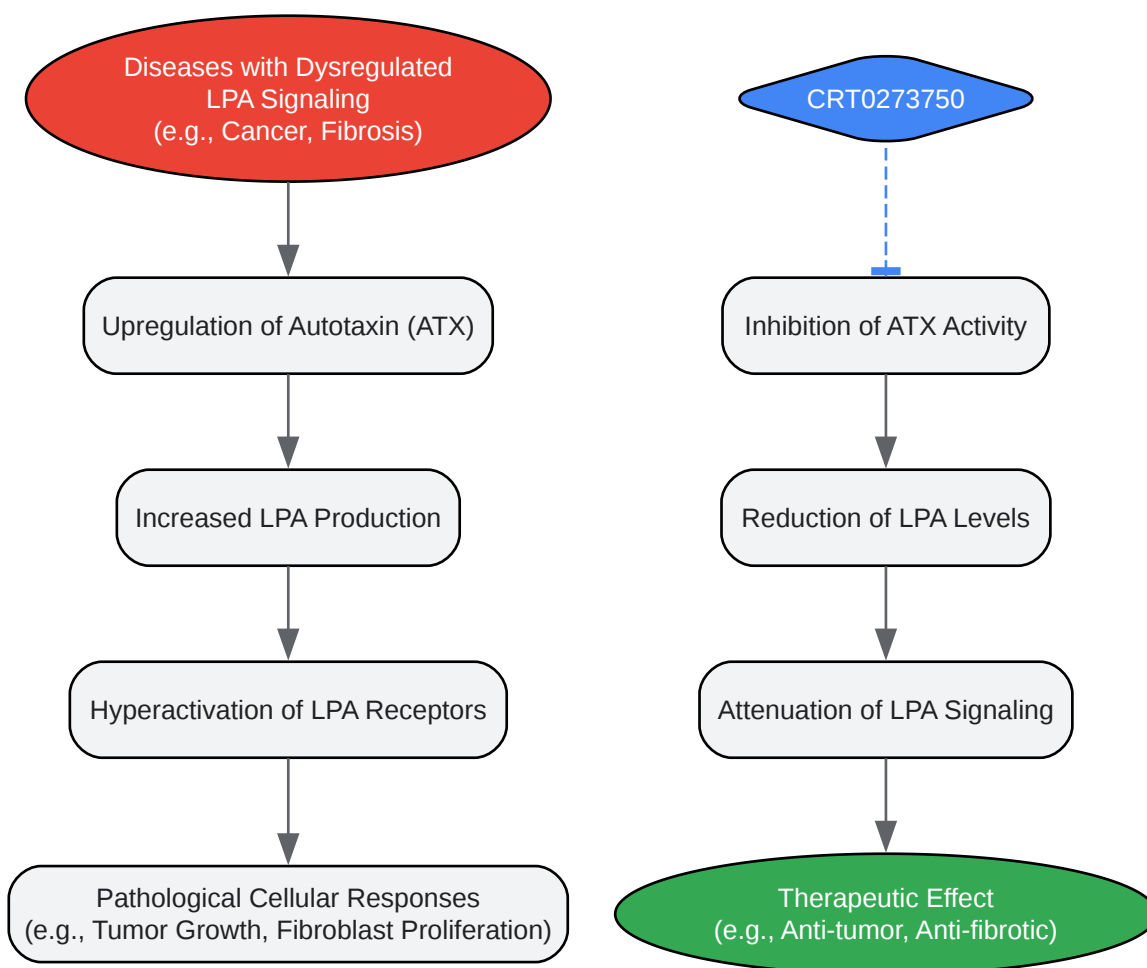 Diseases with Dysregulated
LPA Signaling
(e.g., Cancer, Fibrosis)
Upregulation of Autotaxin (ATX)
Increased LPA Production
Hyperactivation of LPA Receptors
Pathological Cellular Responses
(e.g., Tumor Growth, Fibroblast Proliferation)
CRT0273750
Inhibition of ATX Activity
Reduction of LPA Levels
Attenuation of LPA Signaling
Therapeutic Effect
(e.g., Anti-tumor, Anti-fibrotic)